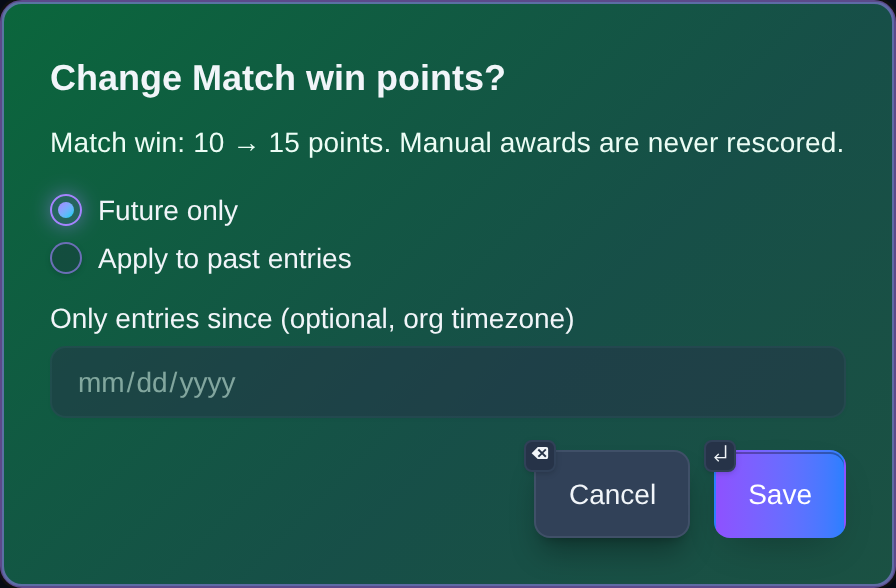 Change Match win points?
Match win: 10 → 15 points. Manual awards are never rescored.
Future only
Apply to past entries
Only entries since (optional, org timezone)
mm/dd/yyyy
Cancel
Save